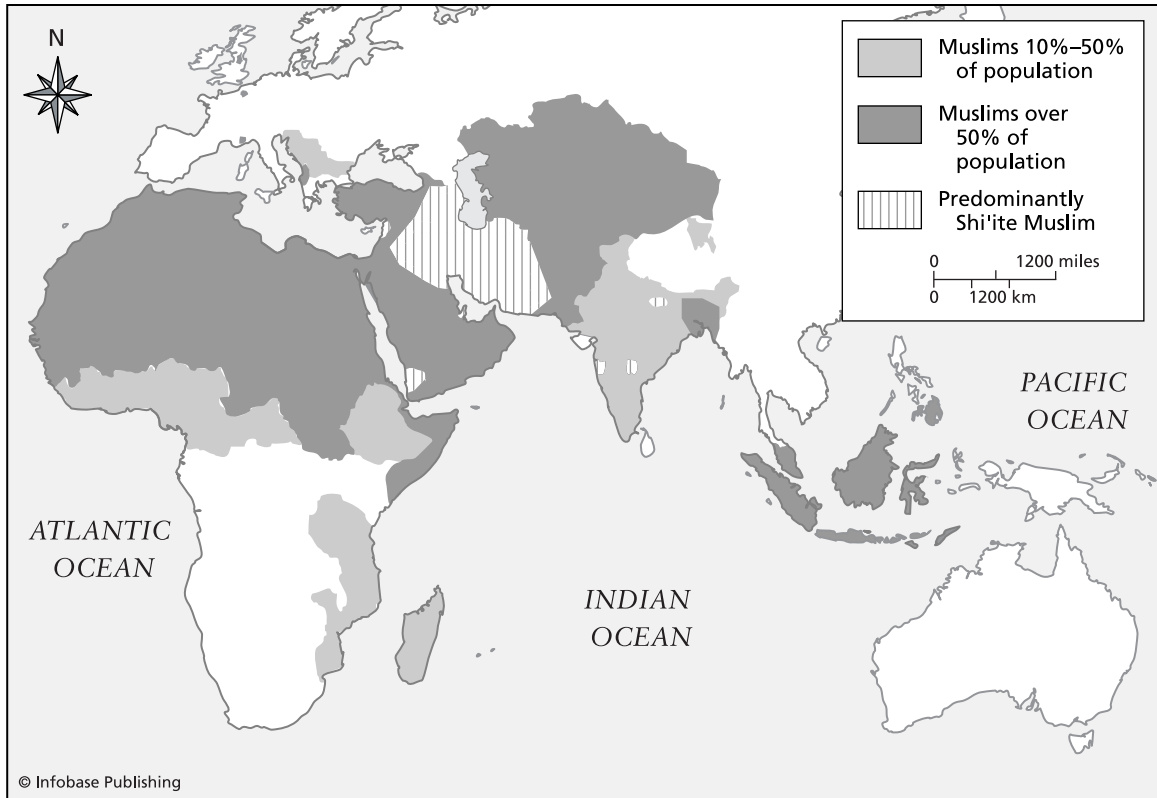 N
Muslims 10%–50%
of population
Muslims over
50% of
population
Predominantly
Shi'ite Muslim
0 1200 miles
0 1200 km
PACIFIC
OCEAN
ATLANTIC
OCEAN
INDIAN
OCEAN
© Infobase Publishing